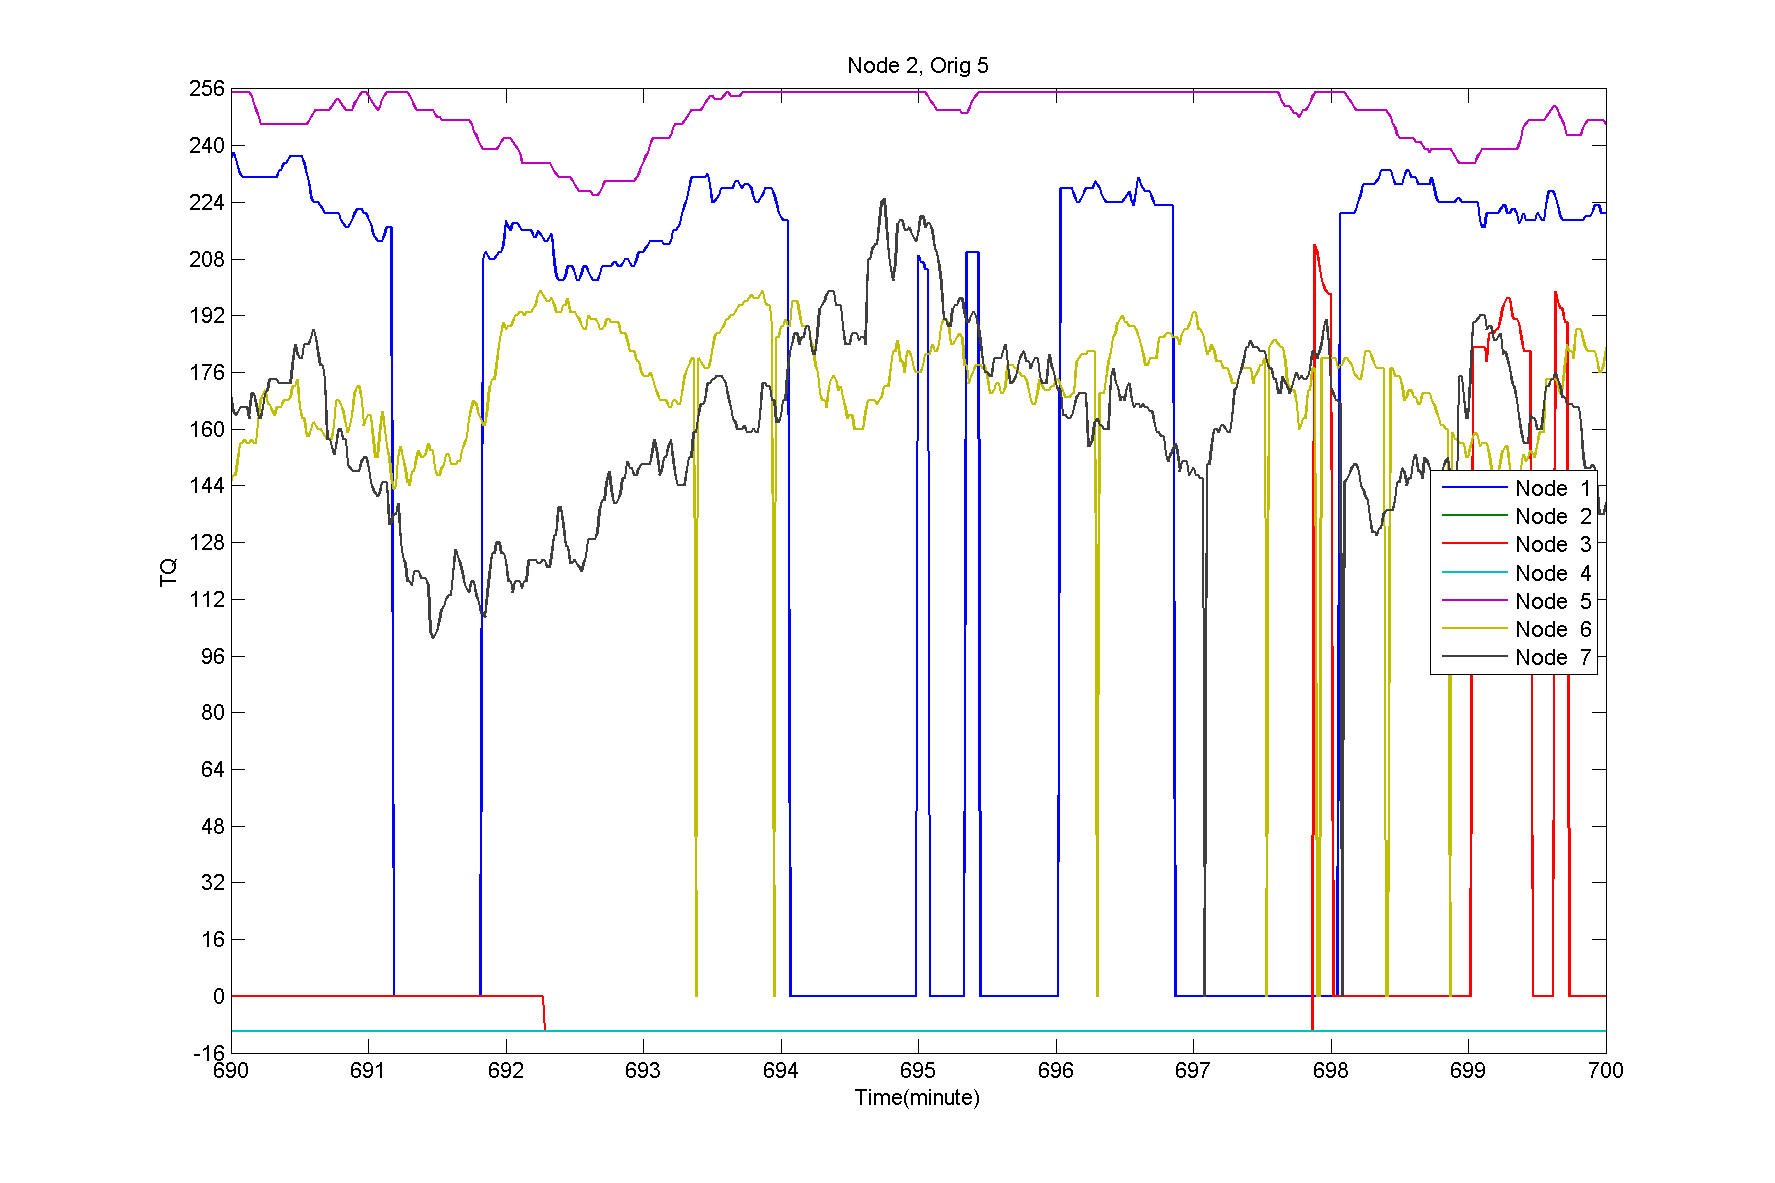 Node 2, Orig 5
256
240
224
208
192
176
160
144
128
112
96
80
64
48
32
16
0
-16
TQ
Node 1
Node 2
Node 3
Node 4
Node 5
Node 6
Node 7
690 691 692 693 694 695 696 697 698 699 700
Time(minute)